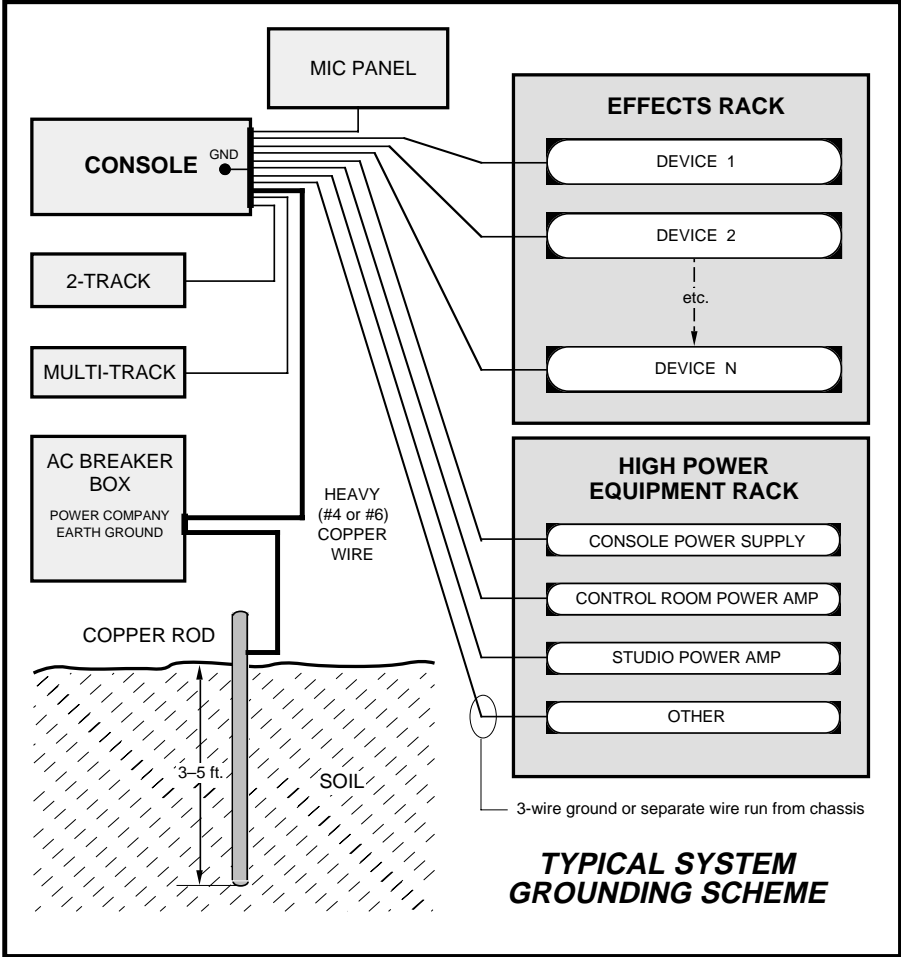 MIC PANEL
CONSOLE
GND
2-TRACK
MULTI-TRACK
AC BREAKER
BOX
POWER COMPANY
EARTH GROUND
HEAVY
(#4 or #6)
COPPER
WIRE
COPPER ROD
3–5 ft.
SOIL
EFFECTS RACK
DEVICE 1
DEVICE 2
etc.
DEVICE N
HIGH POWER
EQUIPMENT RACK
CONSOLE POWER SUPPLY
CONTROL ROOM POWER AMP
STUDIO POWER AMP
OTHER
3-wire ground or separate wire run from chassis
TYPICAL SYSTEM
GROUNDING SCHEME